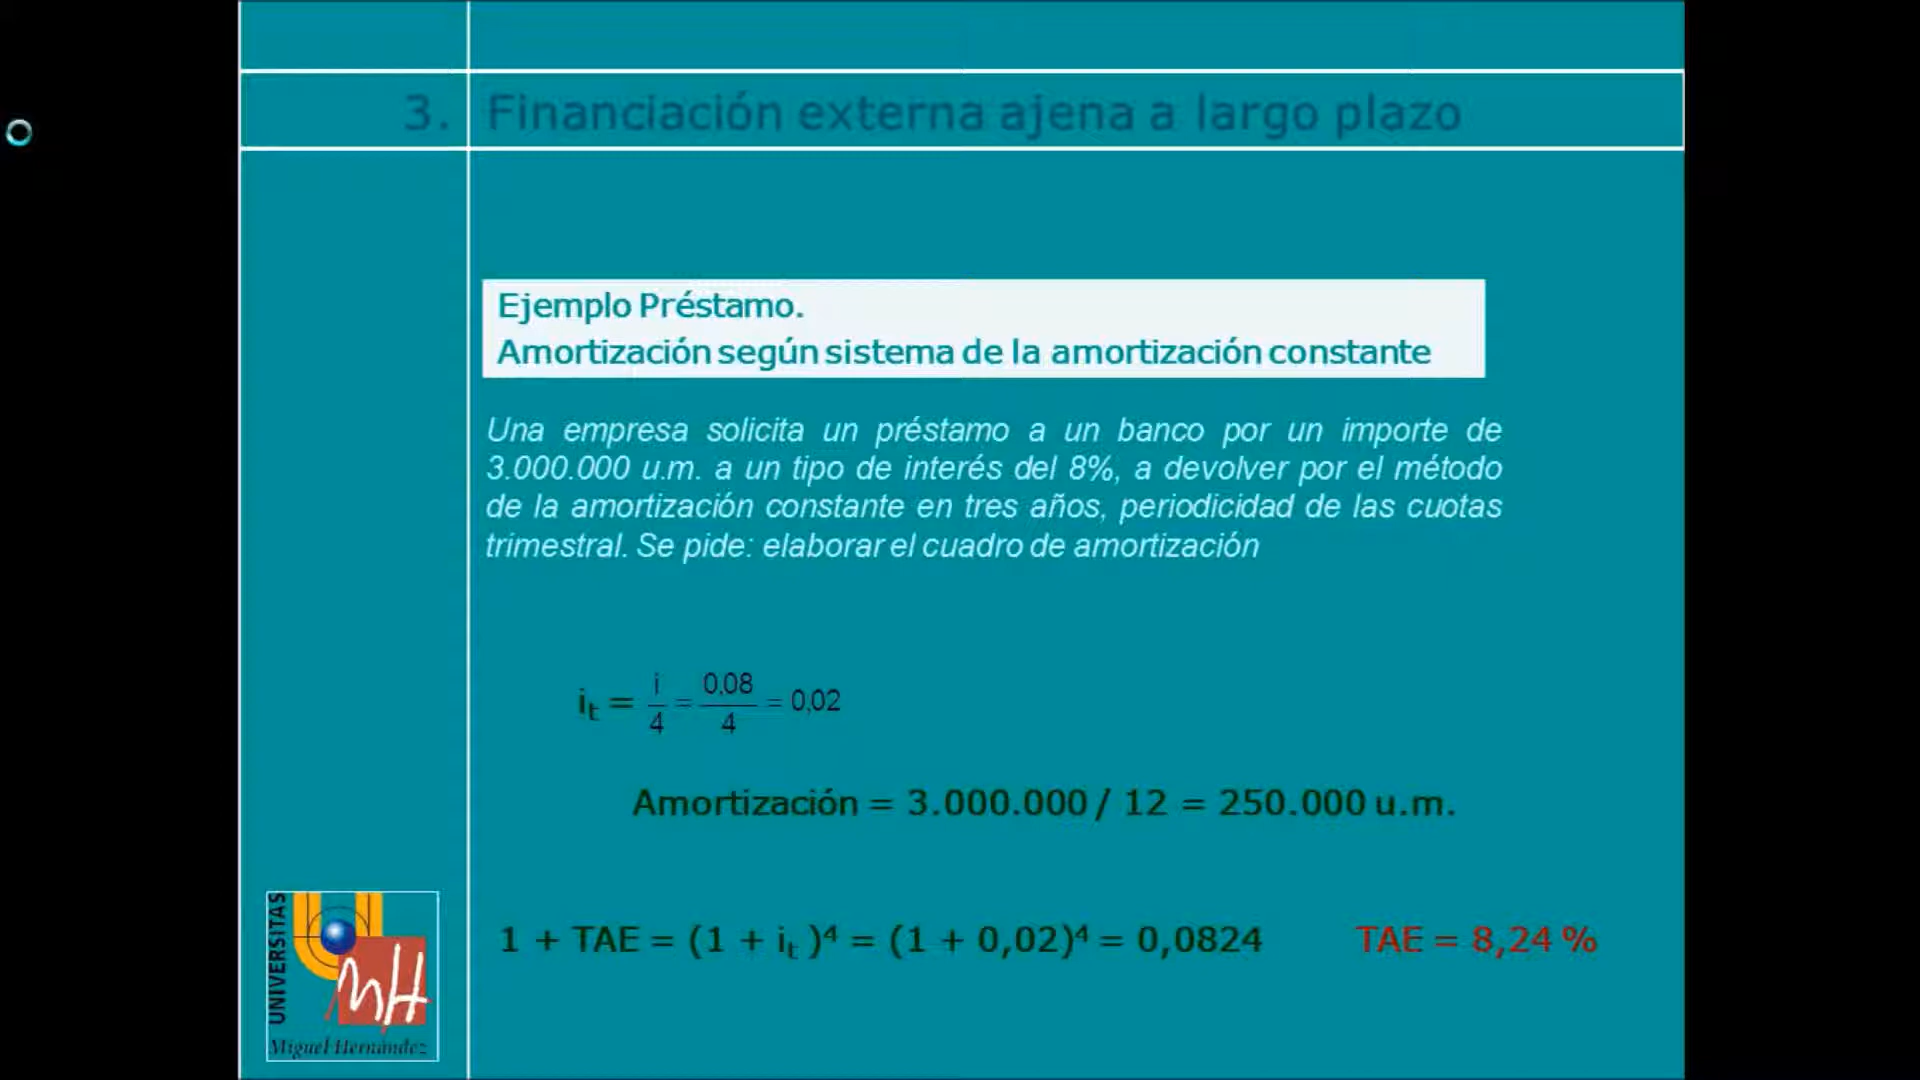 3. Financiación externa ajena a largo plazo
Ejemplo Préstamo.
Amortización según sistema de la amortización constante
Una empresa solicita un préstamo a un banco por un importe de
3.000.000 u.m. a un tipo de interés del 8%, a devolver por el método
de la amortización constante en tres años, periodicidad de las cuotas
trimestral. Se pide: elaborar el cuadro de amortización
iₜ = i/4 = 0,08/4 = 0,02
Amortización = 3.000.000 / 12 = 250.000 u.m.
1 + TAE = (1 + iₜ )⁴ = (1 + 0,02)⁴ = 0,0824 TAE = 8,24 %
UNIVERSITAS
MH
Miguel Hernández